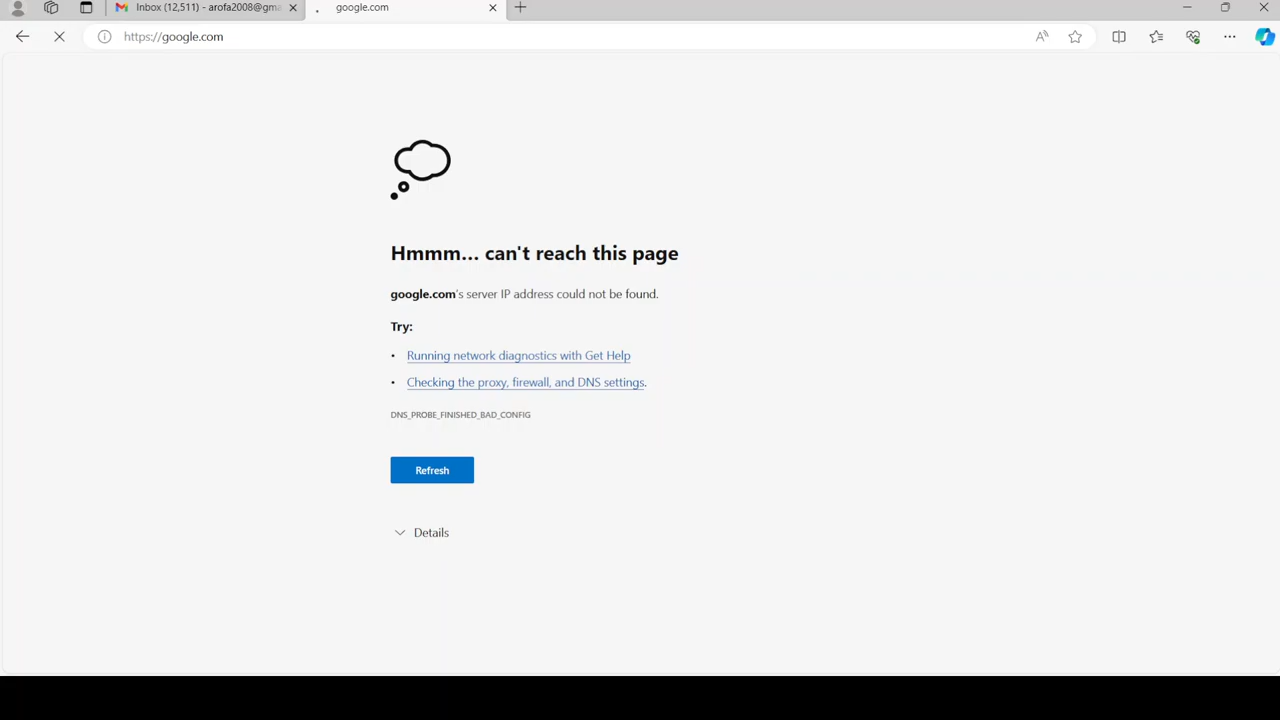 Inbox (12,511) - arofa2008@gma
google.com
https://google.com
Hmmm... can't reach this page
google.com's server IP address could not be found.
Try:
• Running network diagnostics with Get Help
• Checking the proxy, firewall, and DNS settings.
DNS_PROBE_FINISHED_BAD_CONFIG
Refresh
Details